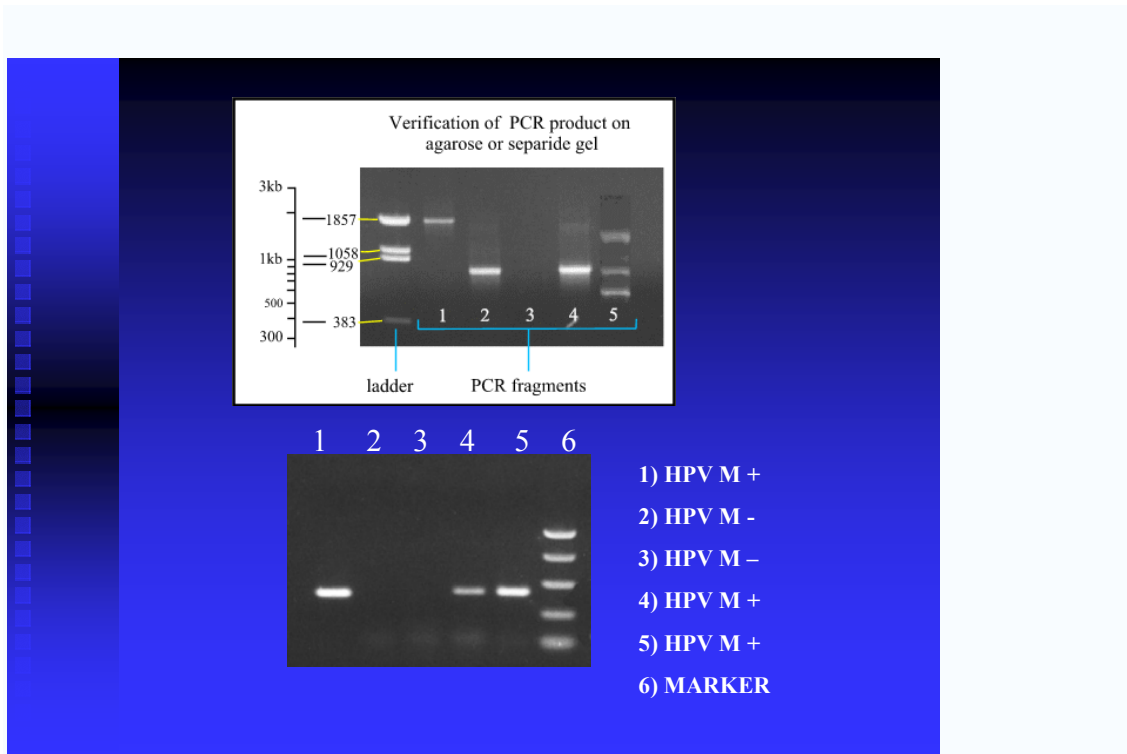 Verification of PCR product on
agarose or separide gel
3kb
1857
1058
1kb
929
500
383
300
1 2 3 4 5
ladder
PCR fragments
1 2 3 4 5 6
1) HPV M +
2) HPV M -
3) HPV M –
4) HPV M +
5) HPV M +
6) MARKER